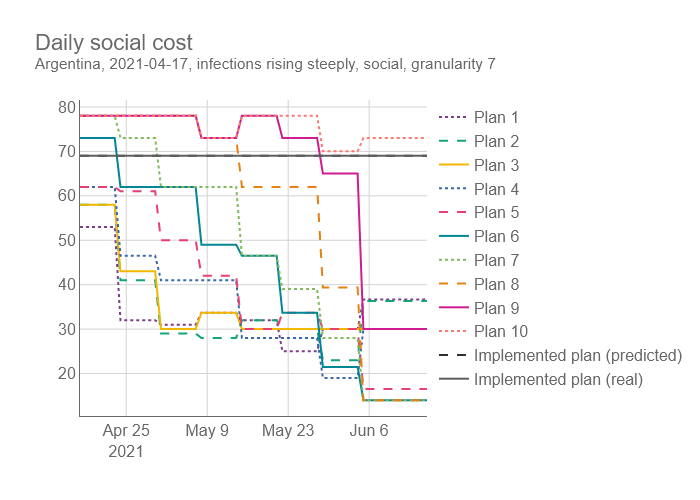 Daily social cost
Argentina, 2021-04-17, infections rising steeply, social, granularity 7
80
70
60
50
40
30
20
Apr 25
2021
May 9
May 23
Jun 6
Plan 1
Plan 2
Plan 3
Plan 4
Plan 5
Plan 6
Plan 7
Plan 8
Plan 9
Plan 10
Implemented plan (predicted)
Implemented plan (real)